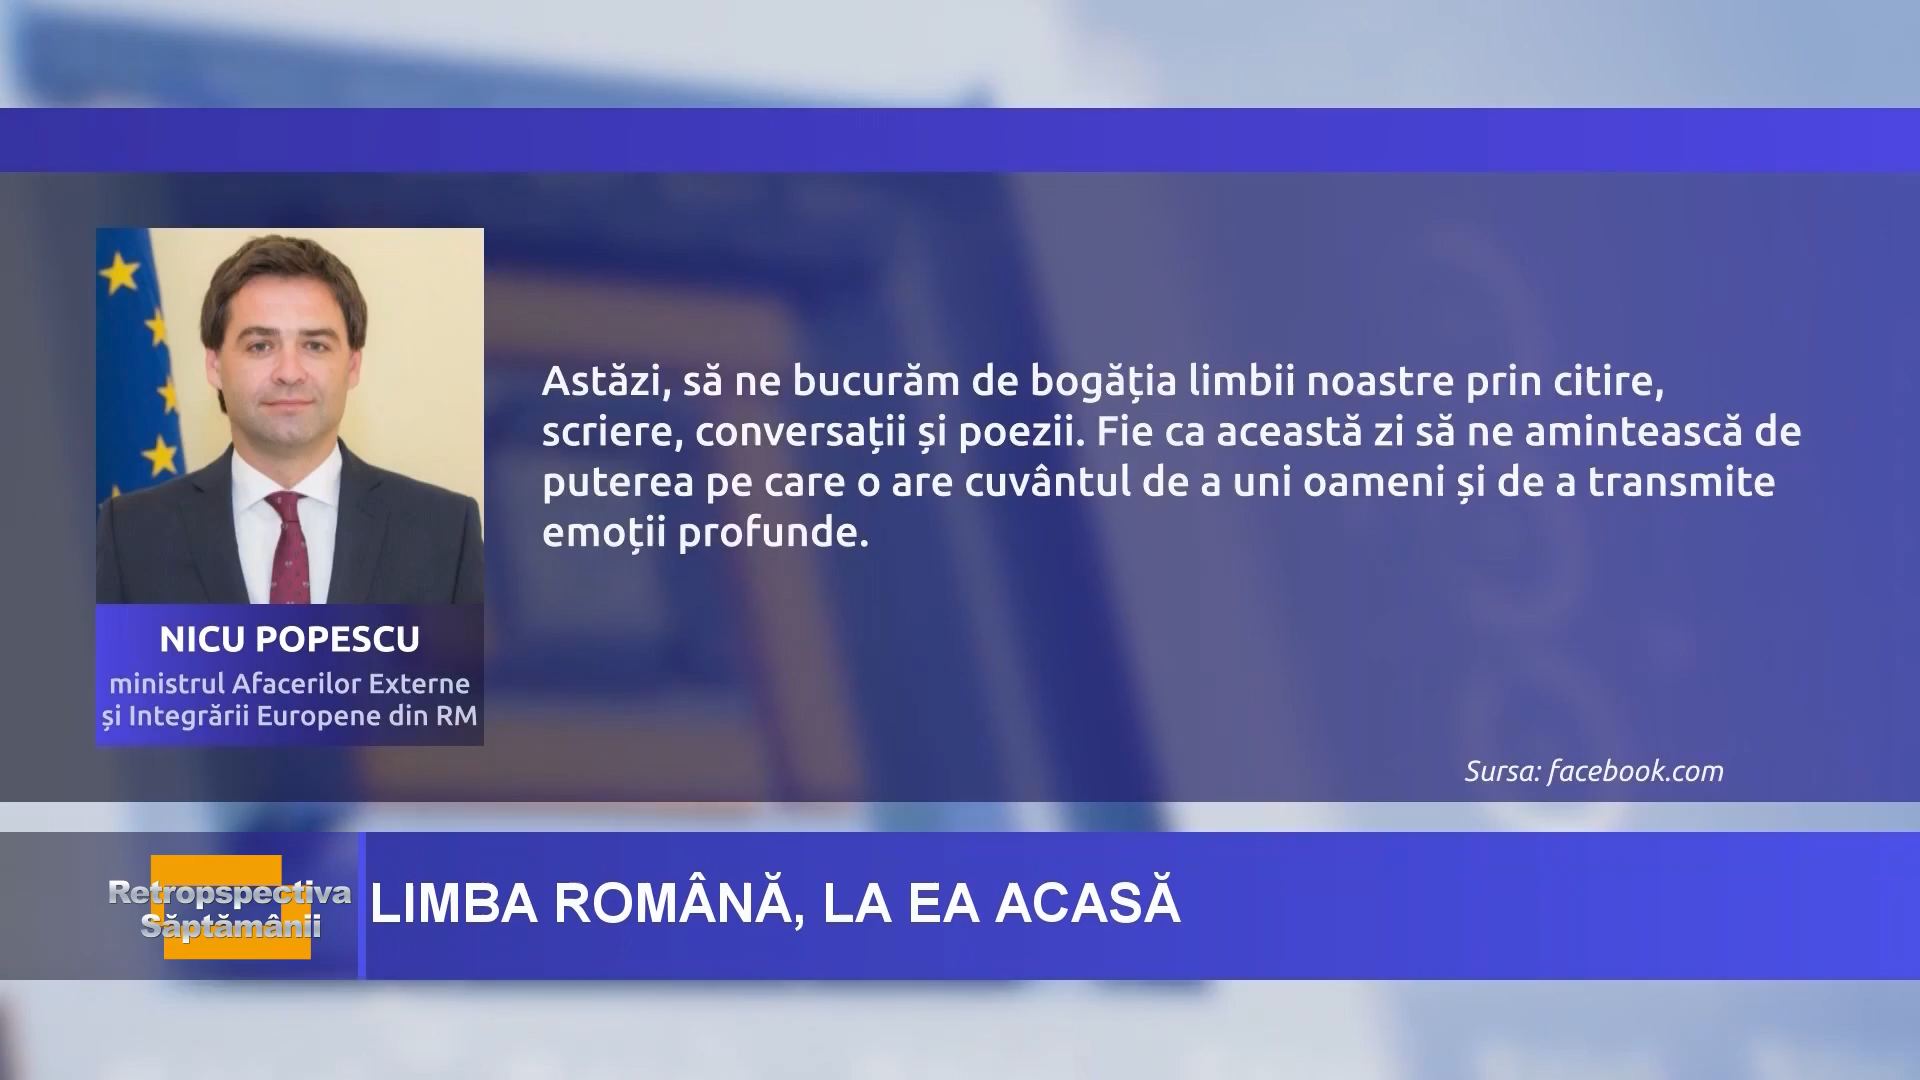 Astăzi, să ne bucurăm de bogăția limbii noastre prin citire,
scriere, conversații și poezii. Fie ca această zi să ne amintească de
puterea pe care o are cuvântul de a uni oameni și de a transmite
emoții profunde.
NICU POPESCU
ministrul Afacerilor Externe
și Integrării Europene din RM
Sursa: facebook.com
Retropspectiva
Săptămânii
LIMBA ROMÂNĂ, LA EA ACASĂ